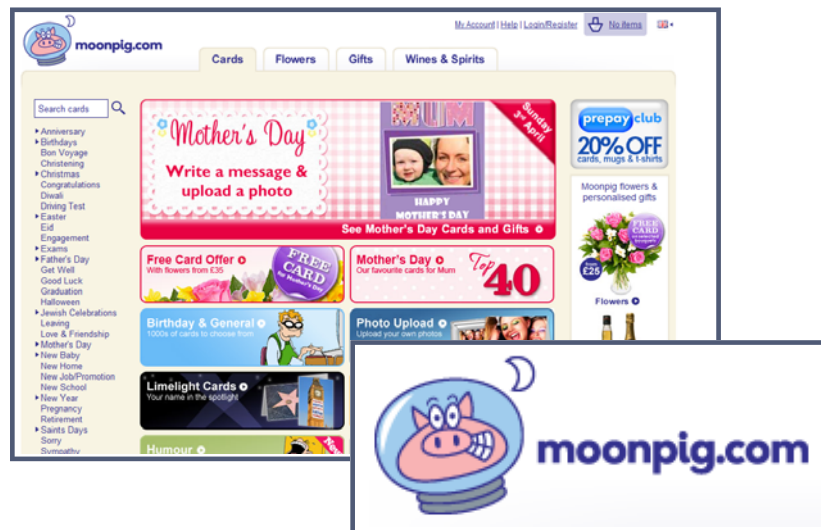 My Account | Help | Login/Register
No items
moonpig.com
Cards
Flowers
Gifts
Wines & Spirits
Search cards
Anniversary
Birthdays
Bon Voyage
Christening
Christmas
Congratulations
Diwali
Driving Test
Easter
Eid
Engagement
Exams
Father's Day
Get Well
Good Luck
Graduation
Halloween
Jewish Celebrations
Leaving
Love & Friendship
Mother's Day
New Baby
New Home
New Job/Promotion
New School
New Year
Pregnancy
Retirement
Saints Days
Sorry
Sympathy
Mother's Day
Write a message &
upload a photo
MUM
HAPPY
MOTHER'S DAY
Sunday
3rd April
See Mother's Day Cards and Gifts
Free Card Offer
With flowers from £35
FREE
CARD
for Mother's Day
Mother's Day
Our favourite cards for Mum
Top
40
Birthday & General
1000s of cards to choose from
Photo Upload
Upload your own photos
Limelight Cards
Your name in the spotlight
Humour
New
prepay club
20% OFF
cards, mugs & t-shirts
Moonpig flowers &
personalised gifts
FREE
CARD
from
£25
Flowers
moonpig.com